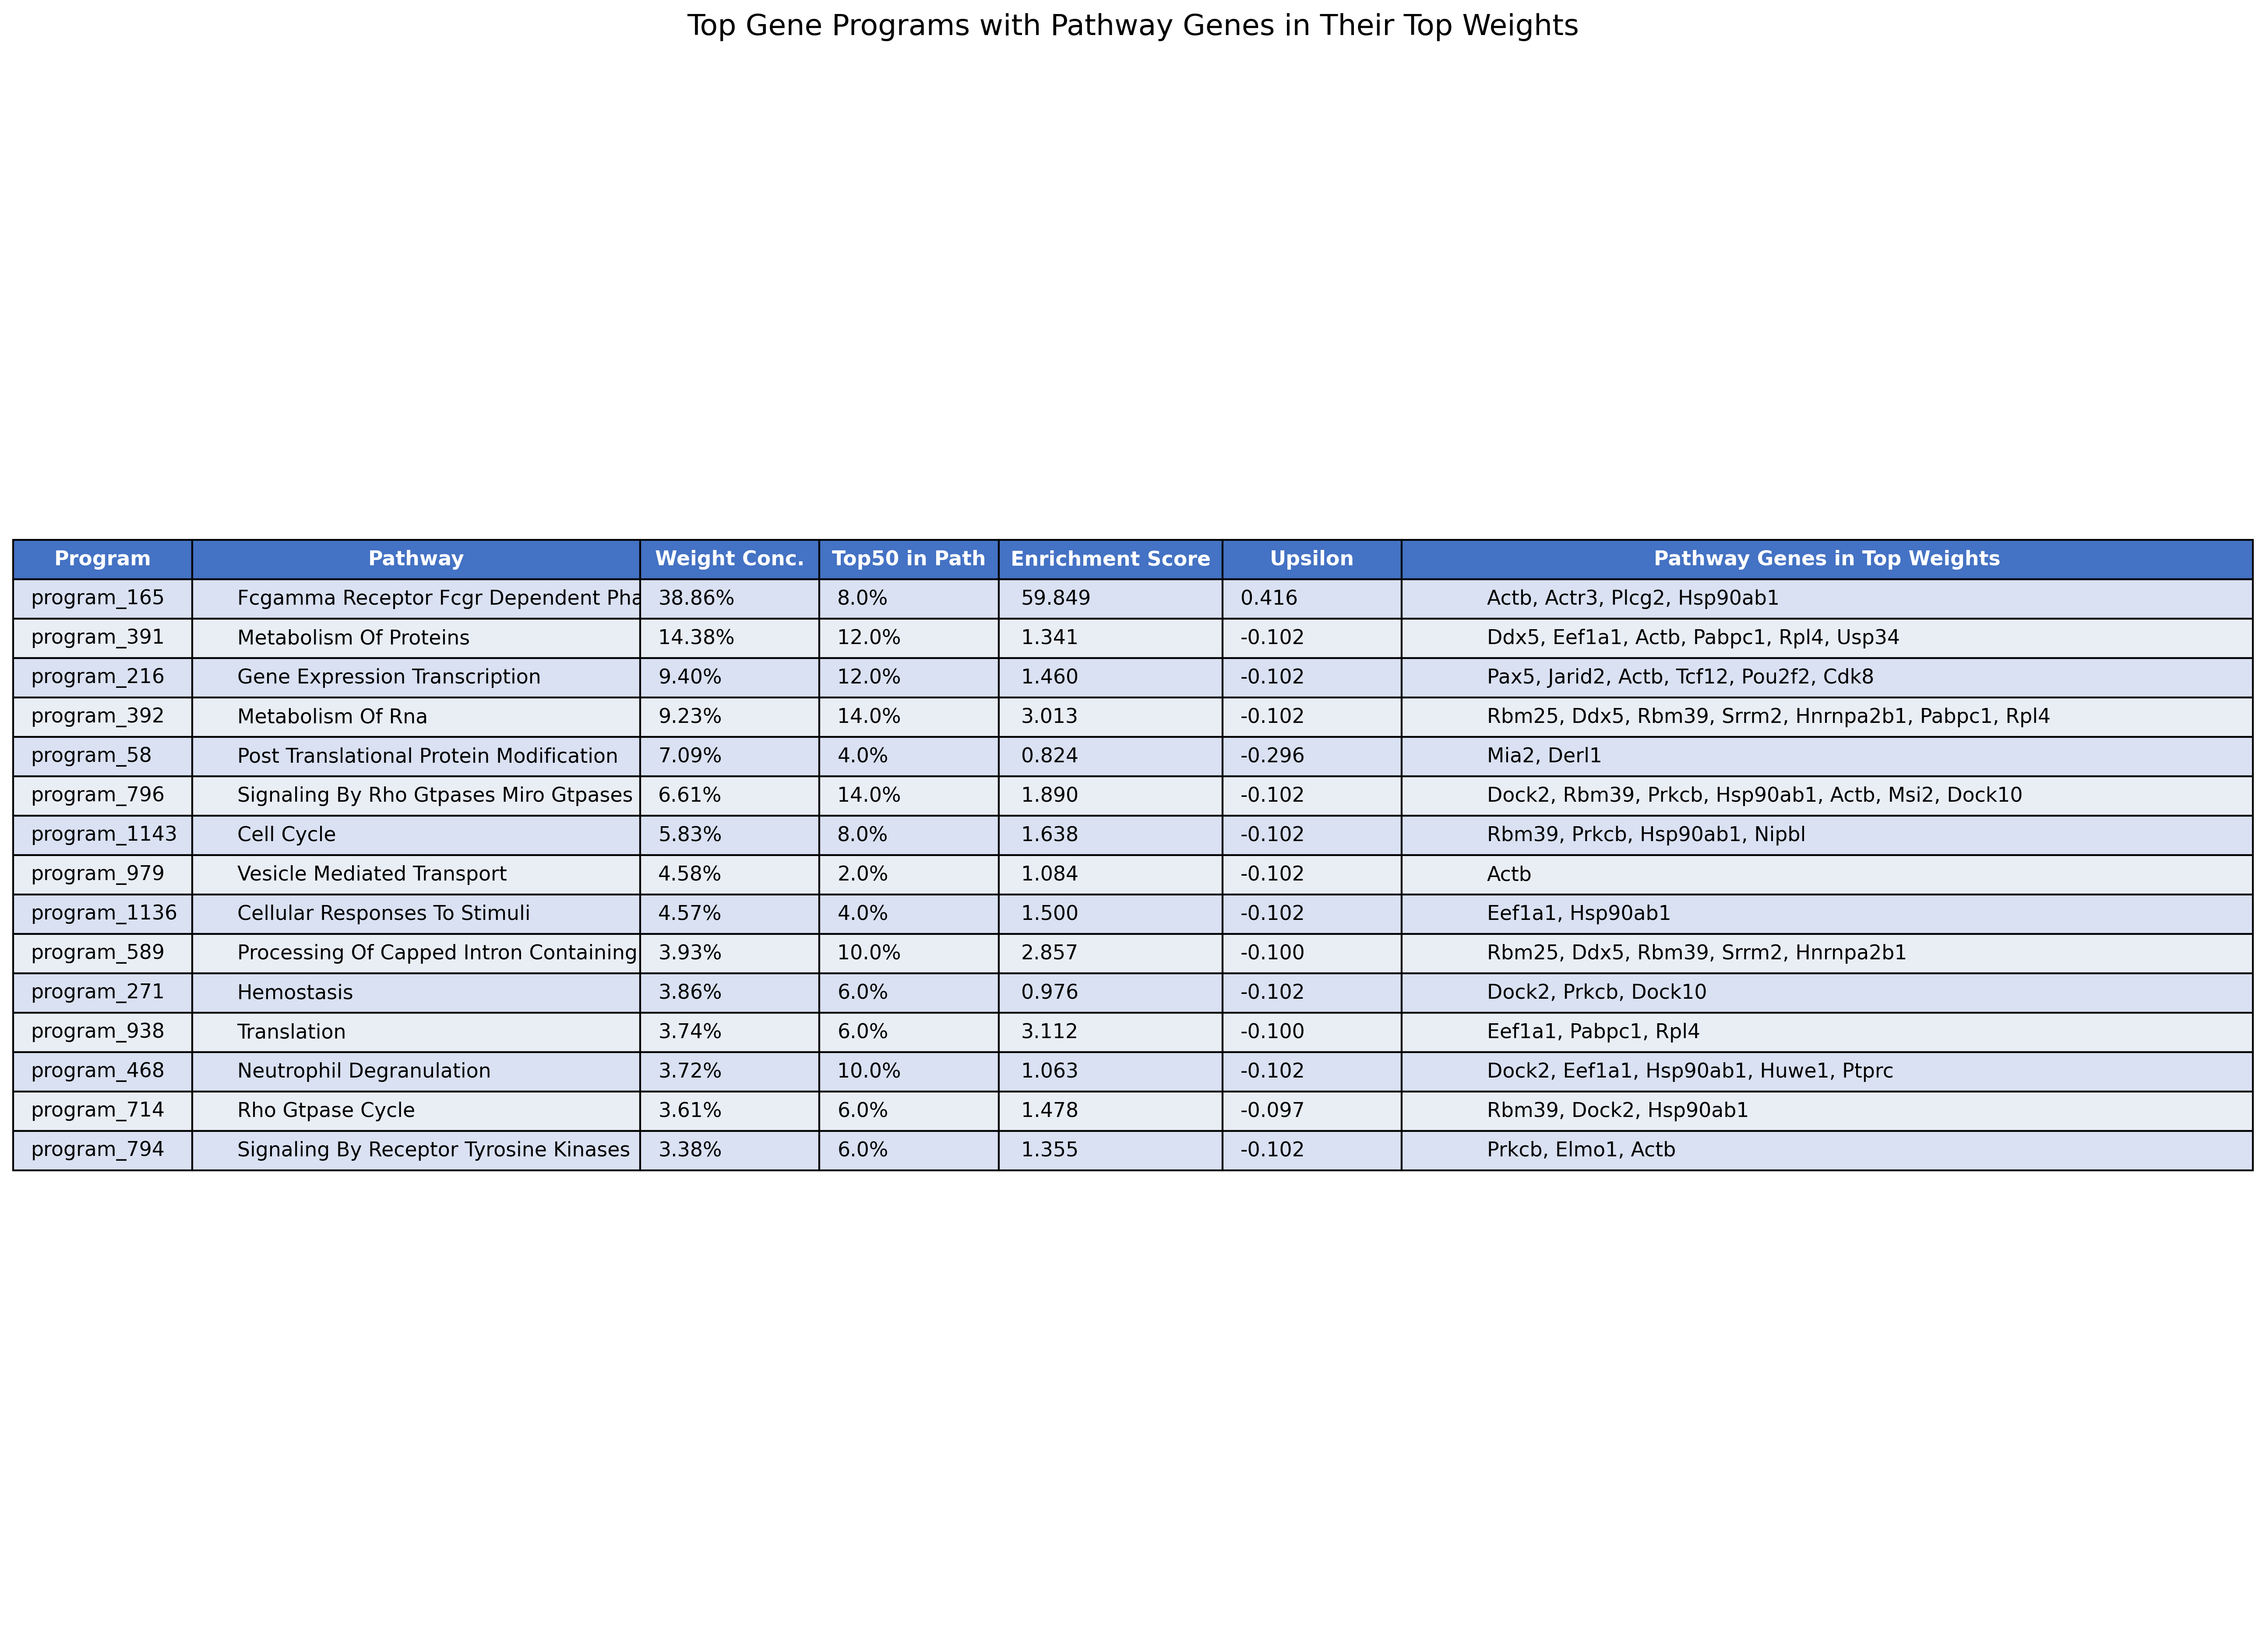 Top Gene Programs with Pathway Genes in Their Top Weights
Program Pathway Weight Conc. Top50 in Path Enrichment Score Upsilon Pathway Genes in Top Weights
program_165 Fcgamma Receptor Fcgr Dependent Pha 38.86% 8.0% 59.849 0.416 Actb, Actr3, Plcg2, Hsp90ab1
program_391 Metabolism Of Proteins 14.38% 12.0% 1.341 -0.102 Ddx5, Eef1a1, Actb, Pabpc1, Rpl4, Usp34
program_216 Gene Expression Transcription 9.40% 12.0% 1.460 -0.102 Pax5, Jarid2, Actb, Tcf12, Pou2f2, Cdk8
program_392 Metabolism Of Rna 9.23% 14.0% 3.013 -0.102 Rbm25, Ddx5, Rbm39, Srrm2, Hnrnpa2b1, Pabpc1, Rpl4
program_58 Post Translational Protein Modification 7.09% 4.0% 0.824 -0.296 Mia2, Derl1
program_796 Signaling By Rho Gtpases Miro Gtpases 6.61% 14.0% 1.890 -0.102 Dock2, Rbm39, Prkcb, Hsp90ab1, Actb, Msi2, Dock10
program_1143 Cell Cycle 5.83% 8.0% 1.638 -0.102 Rbm39, Prkcb, Hsp90ab1, Nipbl
program_979 Vesicle Mediated Transport 4.58% 2.0% 1.084 -0.102 Actb
program_1136 Cellular Responses To Stimuli 4.57% 4.0% 1.500 -0.102 Eef1a1, Hsp90ab1
program_589 Processing Of Capped Intron Containing 3.93% 10.0% 2.857 -0.100 Rbm25, Ddx5, Rbm39, Srrm2, Hnrnpa2b1
program_271 Hemostasis 3.86% 6.0% 0.976 -0.102 Dock2, Prkcb, Dock10
program_938 Translation 3.74% 6.0% 3.112 -0.100 Eef1a1, Pabpc1, Rpl4
program_468 Neutrophil Degranulation 3.72% 10.0% 1.063 -0.102 Dock2, Eef1a1, Hsp90ab1, Huwe1, Ptprc
program_714 Rho Gtpase Cycle 3.61% 6.0% 1.478 -0.097 Rbm39, Dock2, Hsp90ab1
program_794 Signaling By Receptor Tyrosine Kinases 3.38% 6.0% 1.355 -0.102 Prkcb, Elmo1, Actb